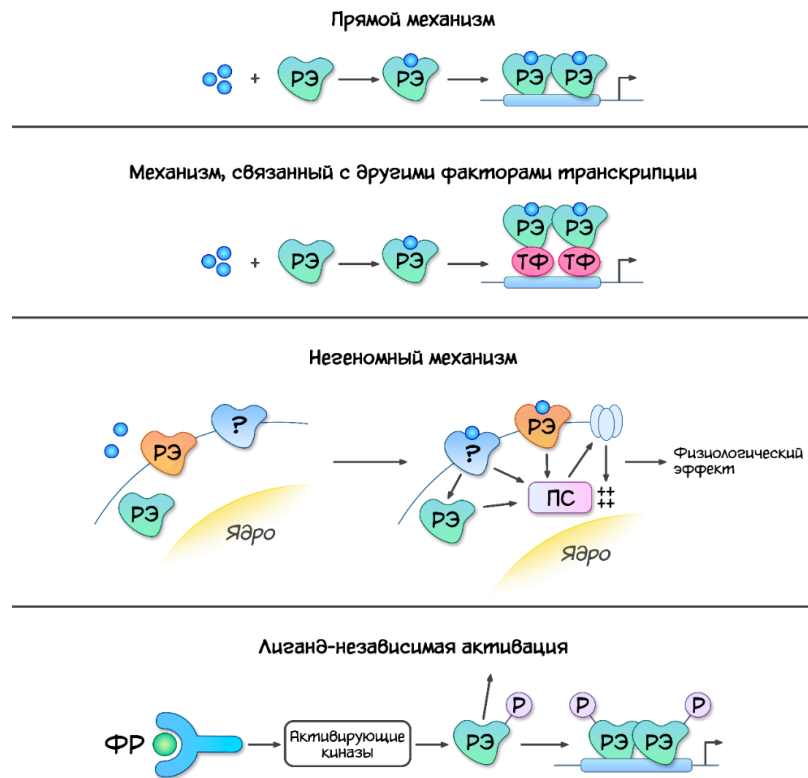 Прямой механизм
+ РЭ РЭ РЭ РЭ
Механизм, связанный с другими факторами транскрипции
+ РЭ РЭ РЭ РЭ
ТФ ТФ
Негеномный механизм
РЭ ?
РЭ
Ядро
? РЭ
РЭ ПС ++
++
Физиологический
эффект
Ядро
Лиганд-независимая активация
ФР
Активирующие
киназы
РЭ P
P РЭ РЭ P